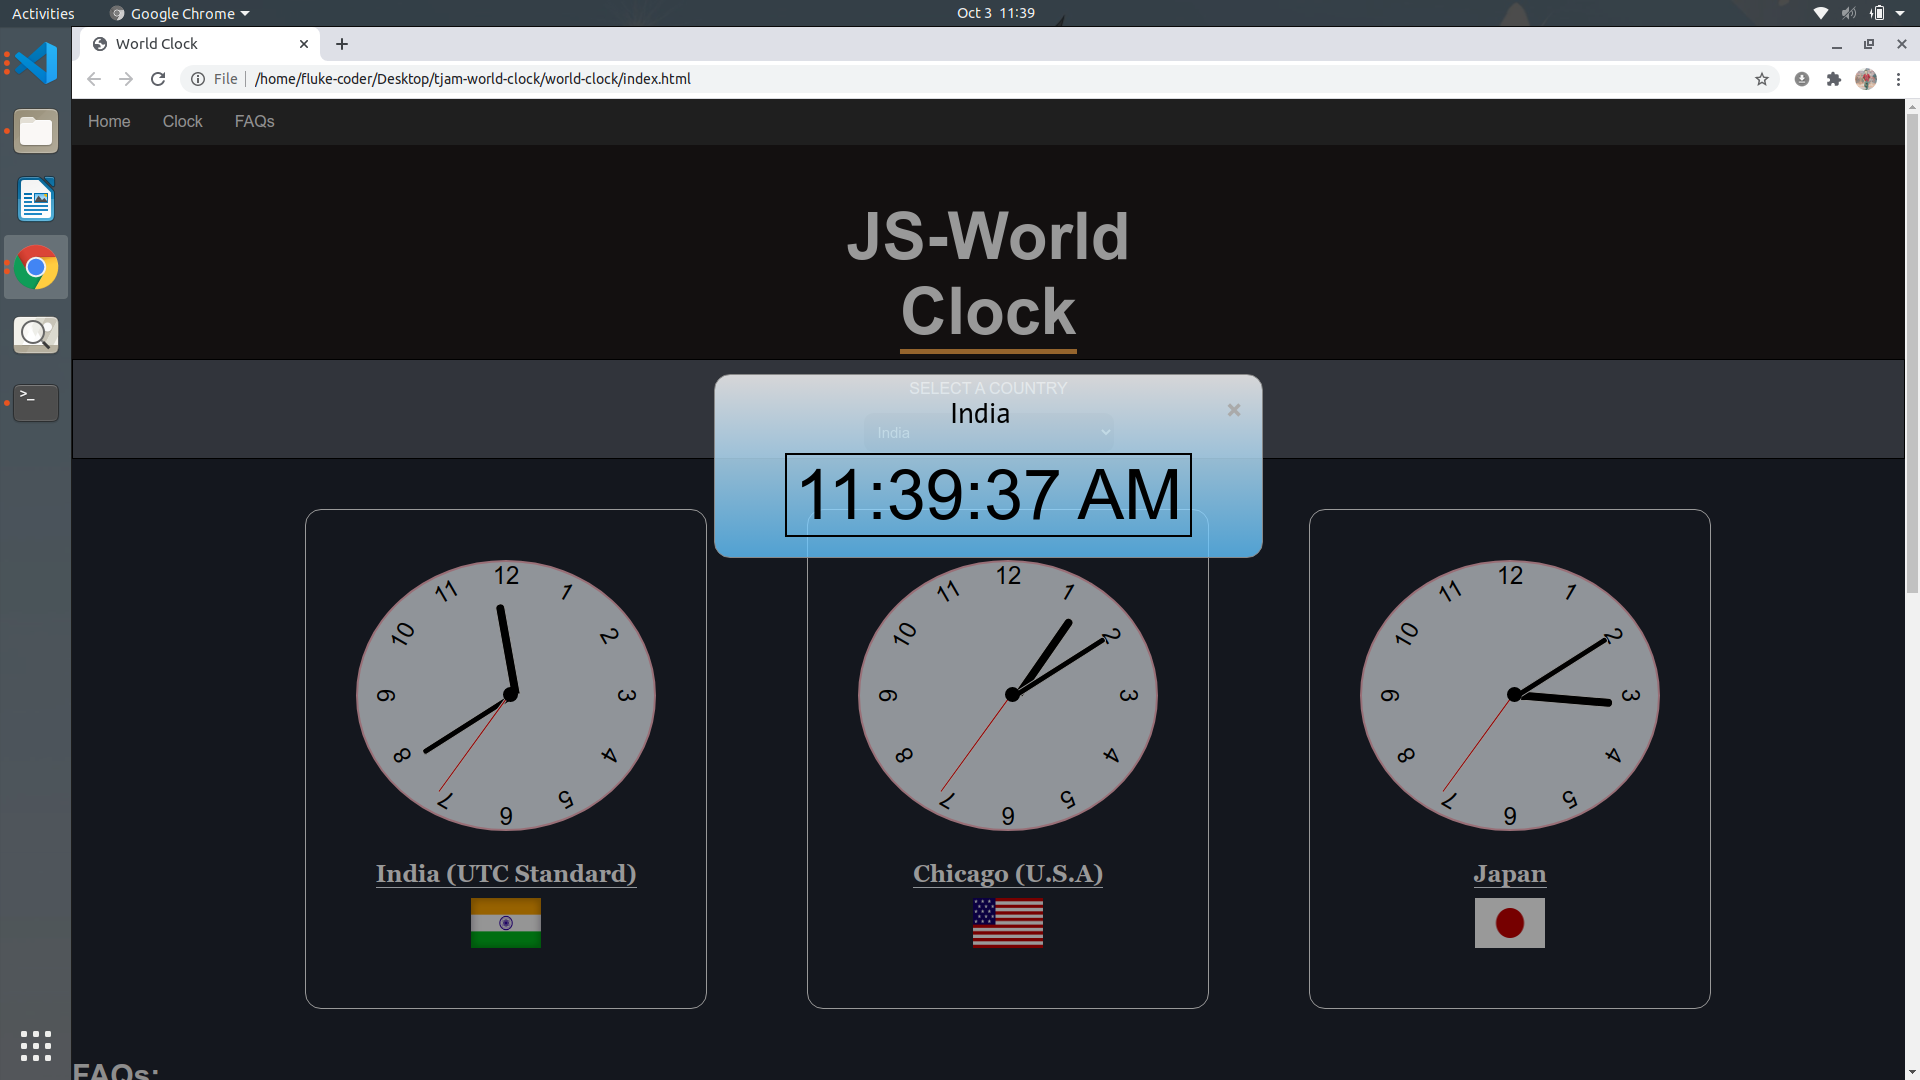 Activities
Google Chrome
Oct 3 11:39
World Clock
File
/home/fluke-coder/Desktop/tjam-world-clock/world-clock/index.html
Home
Clock
FAQs
JS-World
Clock
SELECT A COUNTRY
India
India
11:39:37 AM
12
1
2
3
4
5
6
7
8
9
10
11
India (UTC Standard)
12
1
2
3
4
5
6
7
8
9
10
11
Chicago (U.S.A)
12
1
2
3
4
5
6
7
8
9
10
11
Japan
FAQs:
>_